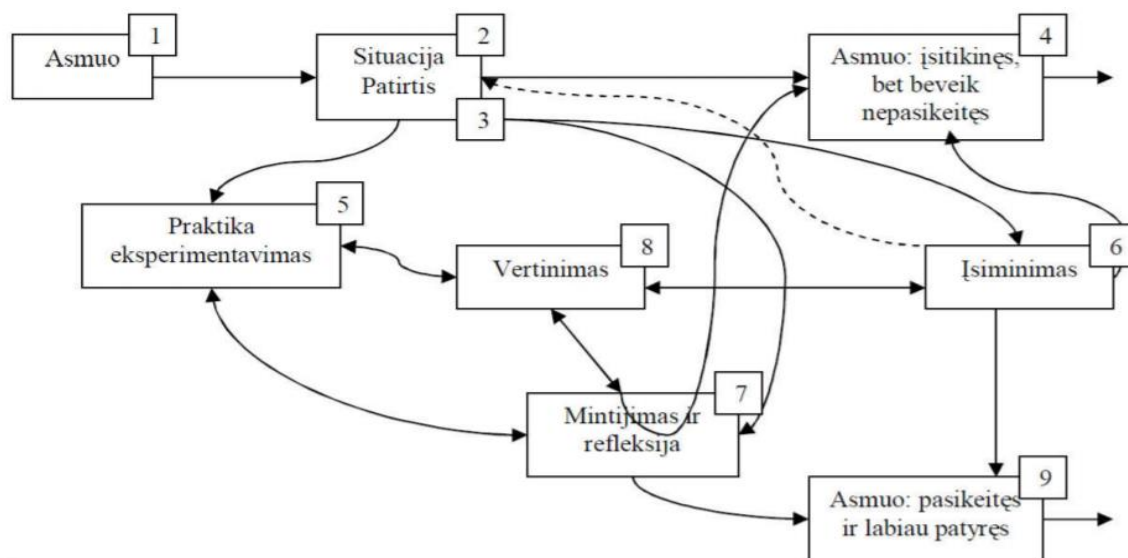 1
Asmuo
2
Situacija
Patirtis
3
4
Asmuo: įsitikinęs,
bet beveik
nepasikeitęs
5
Praktika
eksperimentavimas
8
Vertinimas
6
Įsiminimas
7
Mintijimas ir
refleksija
9
Asmuo: pasikeitęs
ir labiau patyręs